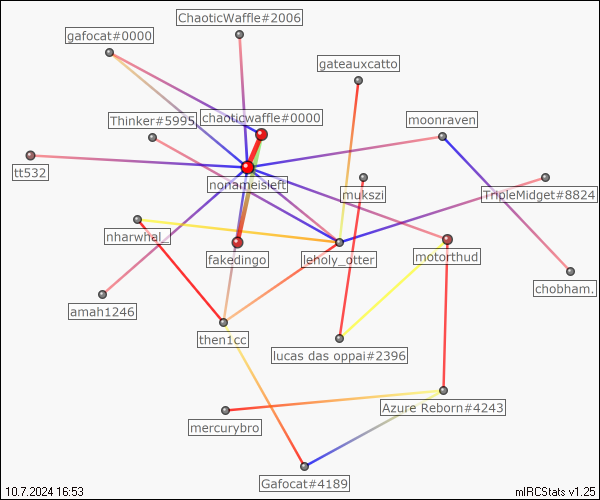 ChaoticWaffle#2006
gafocat#0000
gateauxcatto
Thinker#5995
chaoticwaffle#0000
moonraven
tt532
nonameisleft
mukszi
TripleMidget#8824
nharwhal_
fakedingo
leholy_otter
motorthud
chobham.
amah1246
then1cc
lucas das oppai#2396
Azure Reborn#4243
mercurybro
Gafocat#4189
10.7.2024 16:53
mIRCStats v1.25